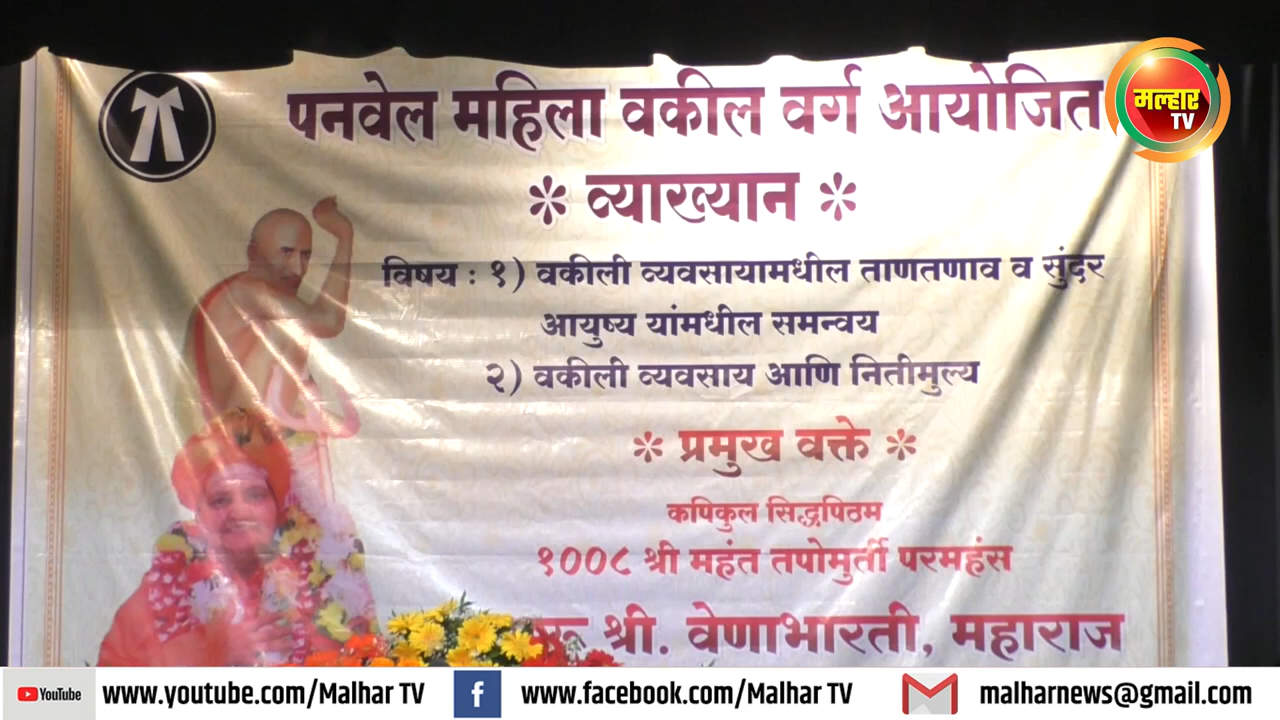 पनवेल महिला वकील वर्ग आयोजित
मल्हार
TV
* व्याख्यान *
विषय : १) वकीली व्यवसायामधील ताणतणाव व सुंदर
आयुष्य यांमधील समन्वय
२) वकीली व्यवसाय आणि नितीमुल्य
* प्रमुख वक्ते *
कपिकुल सिद्धपिठम
१००८ श्री महंत तपोमुर्ती परमहंस
श्री. वेणाभारती, महाराज
YouTube www.youtube.com/Malhar TV f www.facebook.com/Malhar TV malharnews@gmail.com